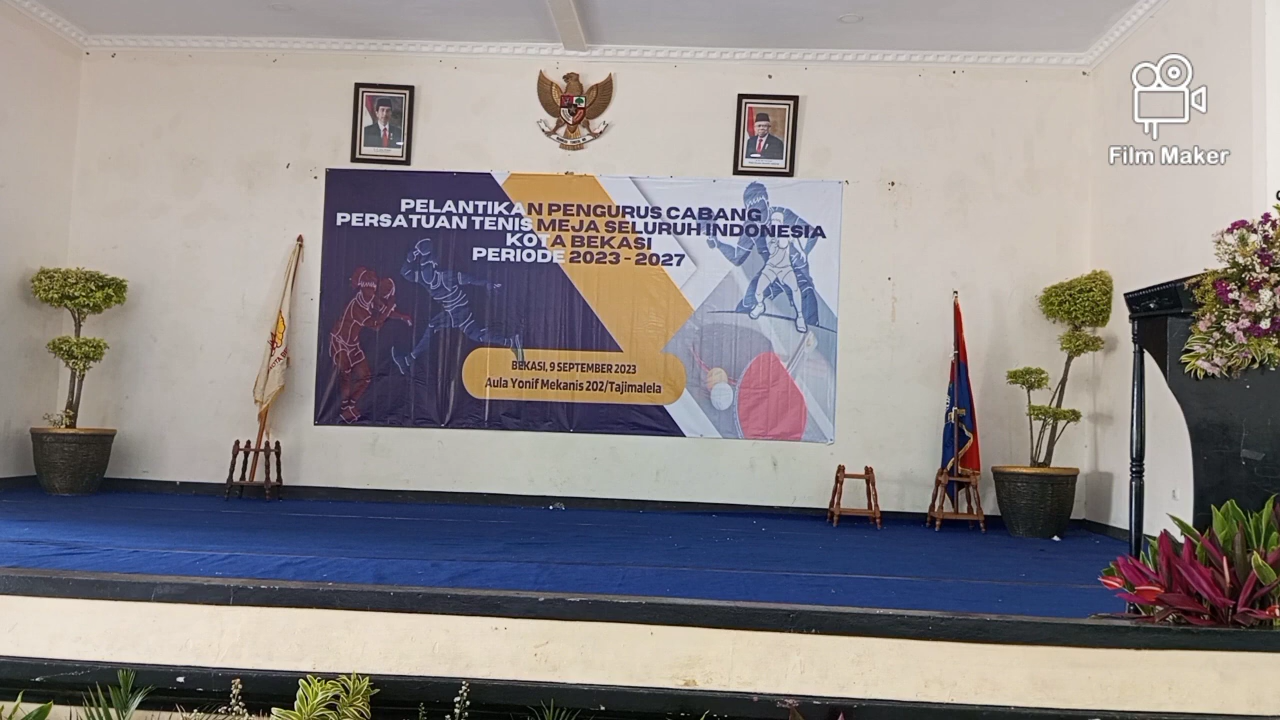 Film Maker
PELANTIKAN PENGURUS CABANG
PERSATUAN TENIS MEJA SELURUH INDONESIA
KOTA BEKASI
PERIODE 2023 - 2027
BEKASI, 9 SEPTEMBER 2023
Aula Yonif Mekanis 202/Tajimalela